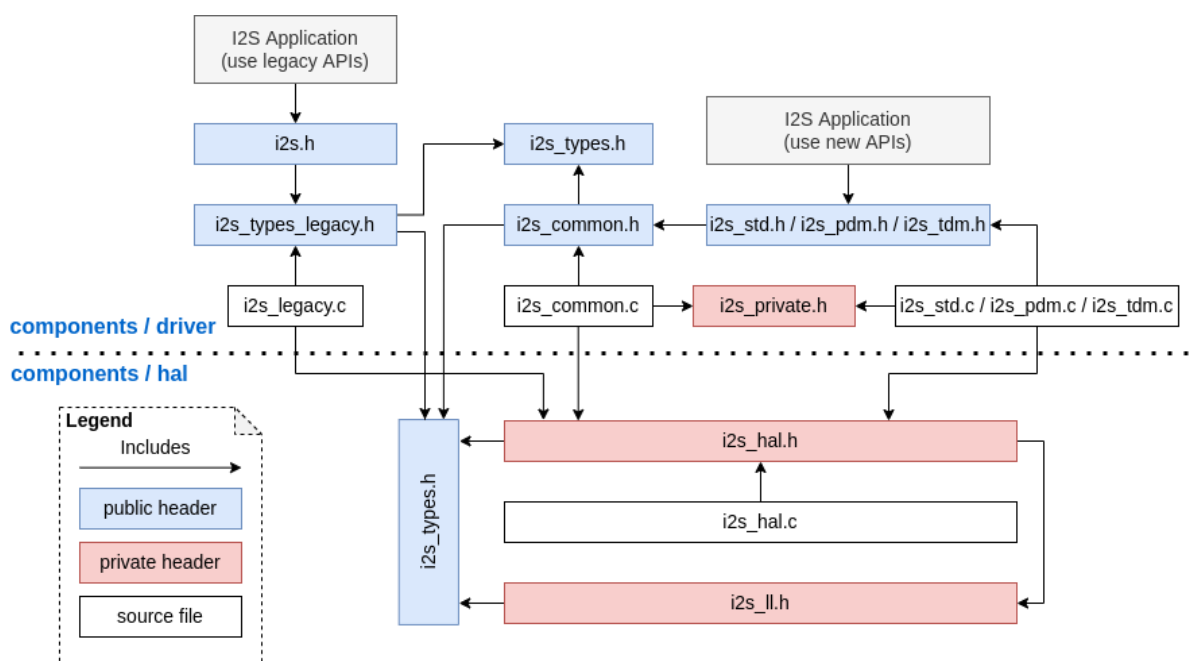 I2S Application
(use legacy APIs)
I2S Application
(use new APIs)
i2s.h
i2s_types.h
i2s_types_legacy.h
i2s_common.h
i2s_std.h / i2s_pdm.h / i2s_tdm.h
i2s_legacy.c
i2s_common.c
i2s_private.h
i2s_std.c / i2s_pdm.c / i2s_tdm.c
components / driver
components / hal
Legend
Includes
public header
private header
source file
i2s_types.h
i2s_hal.h
i2s_hal.c
i2s_ll.h